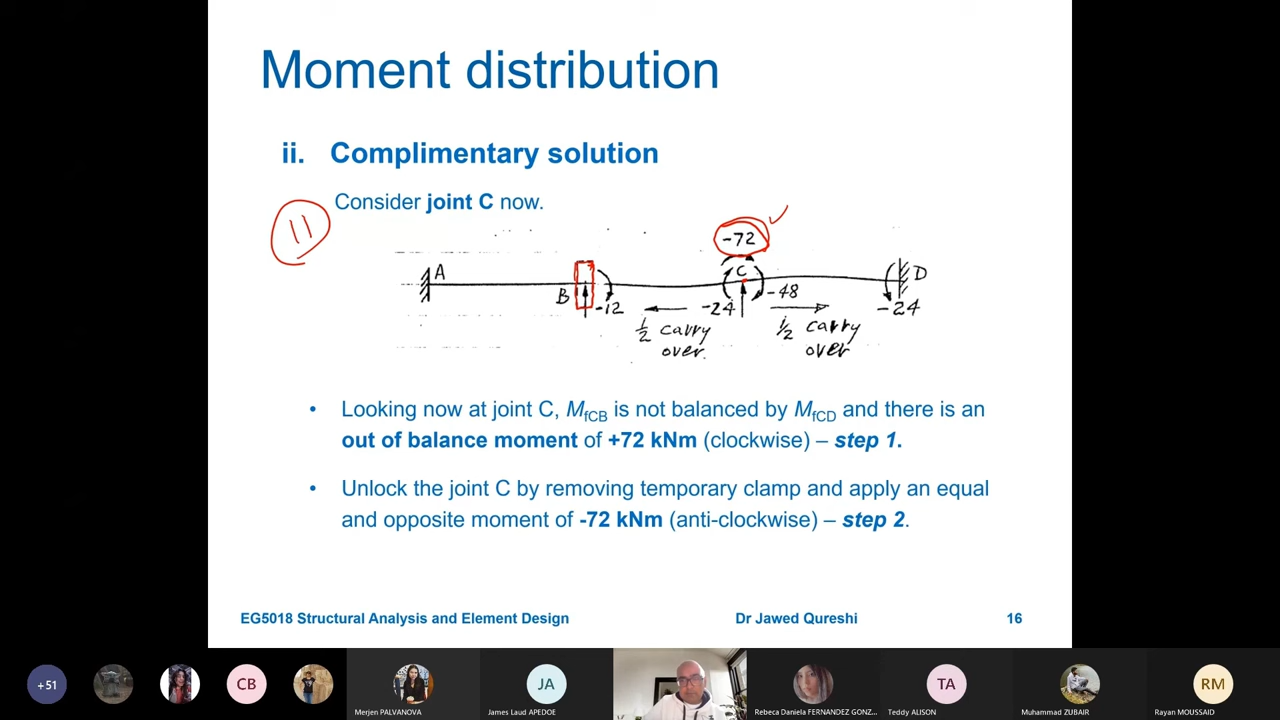 Moment distribution
ii. Complimentary solution
Consider joint C now.
11
-72
A
C
D
B
-12
-24
-48
-24
1/2 carry over.
1/2 carry over
• Looking now at joint C, MfCB is not balanced by MfCD and there is an
out of balance moment of +72 kNm (clockwise) – step 1.
• Unlock the joint C by removing temporary clamp and apply an equal
and opposite moment of -72 kNm (anti-clockwise) – step 2.
EG5018 Structural Analysis and Element Design Dr Jawed Qureshi 16
+51 CB JA TA RM
Merjen PALVANOVA James Laud APEDOE Rebeca Daniela FERNANDEZ GONZ... Teddy ALISON Muhammad ZUBAIR Rayan MOUSSAID